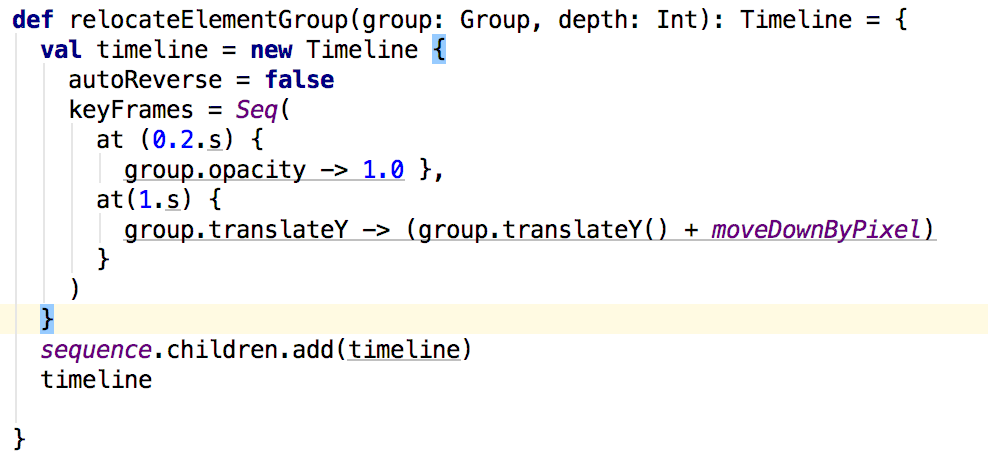 def relocateElementGroup(group: Group, depth: Int): Timeline = {
  val timeline = new Timeline {
    autoReverse = false
    keyFrames = Seq(
      at (0.2.s) {
        group.opacity -> 1.0 },
      at(1.s) {
        group.translateY -> (group.translateY() + moveDownByPixel)
      }
    )
  }
  sequence.children.add(timeline)
  timeline
}